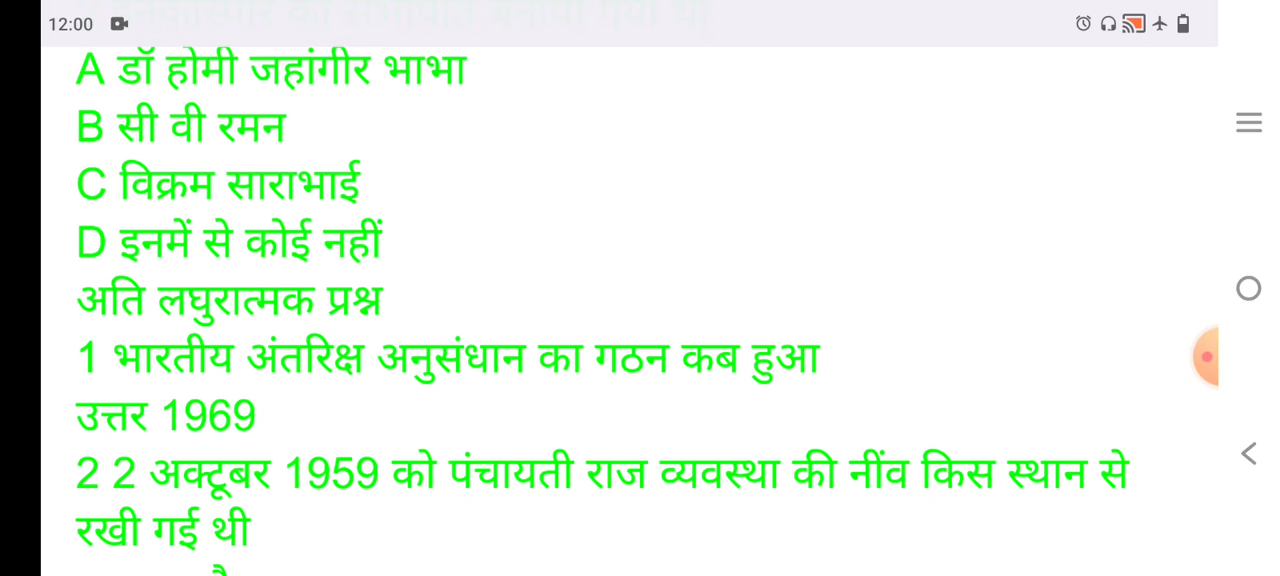 12:00
A डॉ होमी जहांगीर भाभा
B सी वी रमन
C विक्रम साराभाई
D इनमें से कोई नहीं
अति लघुरात्मक प्रश्न
1 भारतीय अंतरिक्ष अनुसंधान का गठन कब हुआ
उत्तर 1969
2 2 अक्टूबर 1959 को पंचायती राज व्यवस्था की नींव किस स्थान से
रखी गई थी